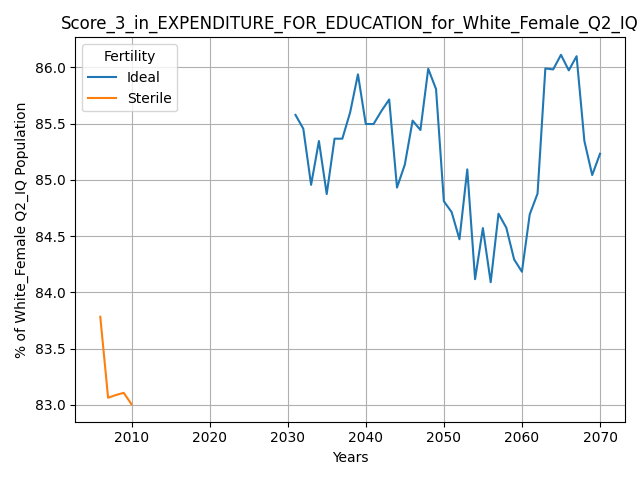 Score_3_in_EXPENDITURE_FOR_EDUCATION_for_White_Female_Q2_IQ
Fertility
Ideal
Sterile
% of White_Female Q2_IQ Population
86.0
85.5
85.0
84.5
84.0
83.5
83.0
2010 2020 2030 2040 2050 2060 2070
Years